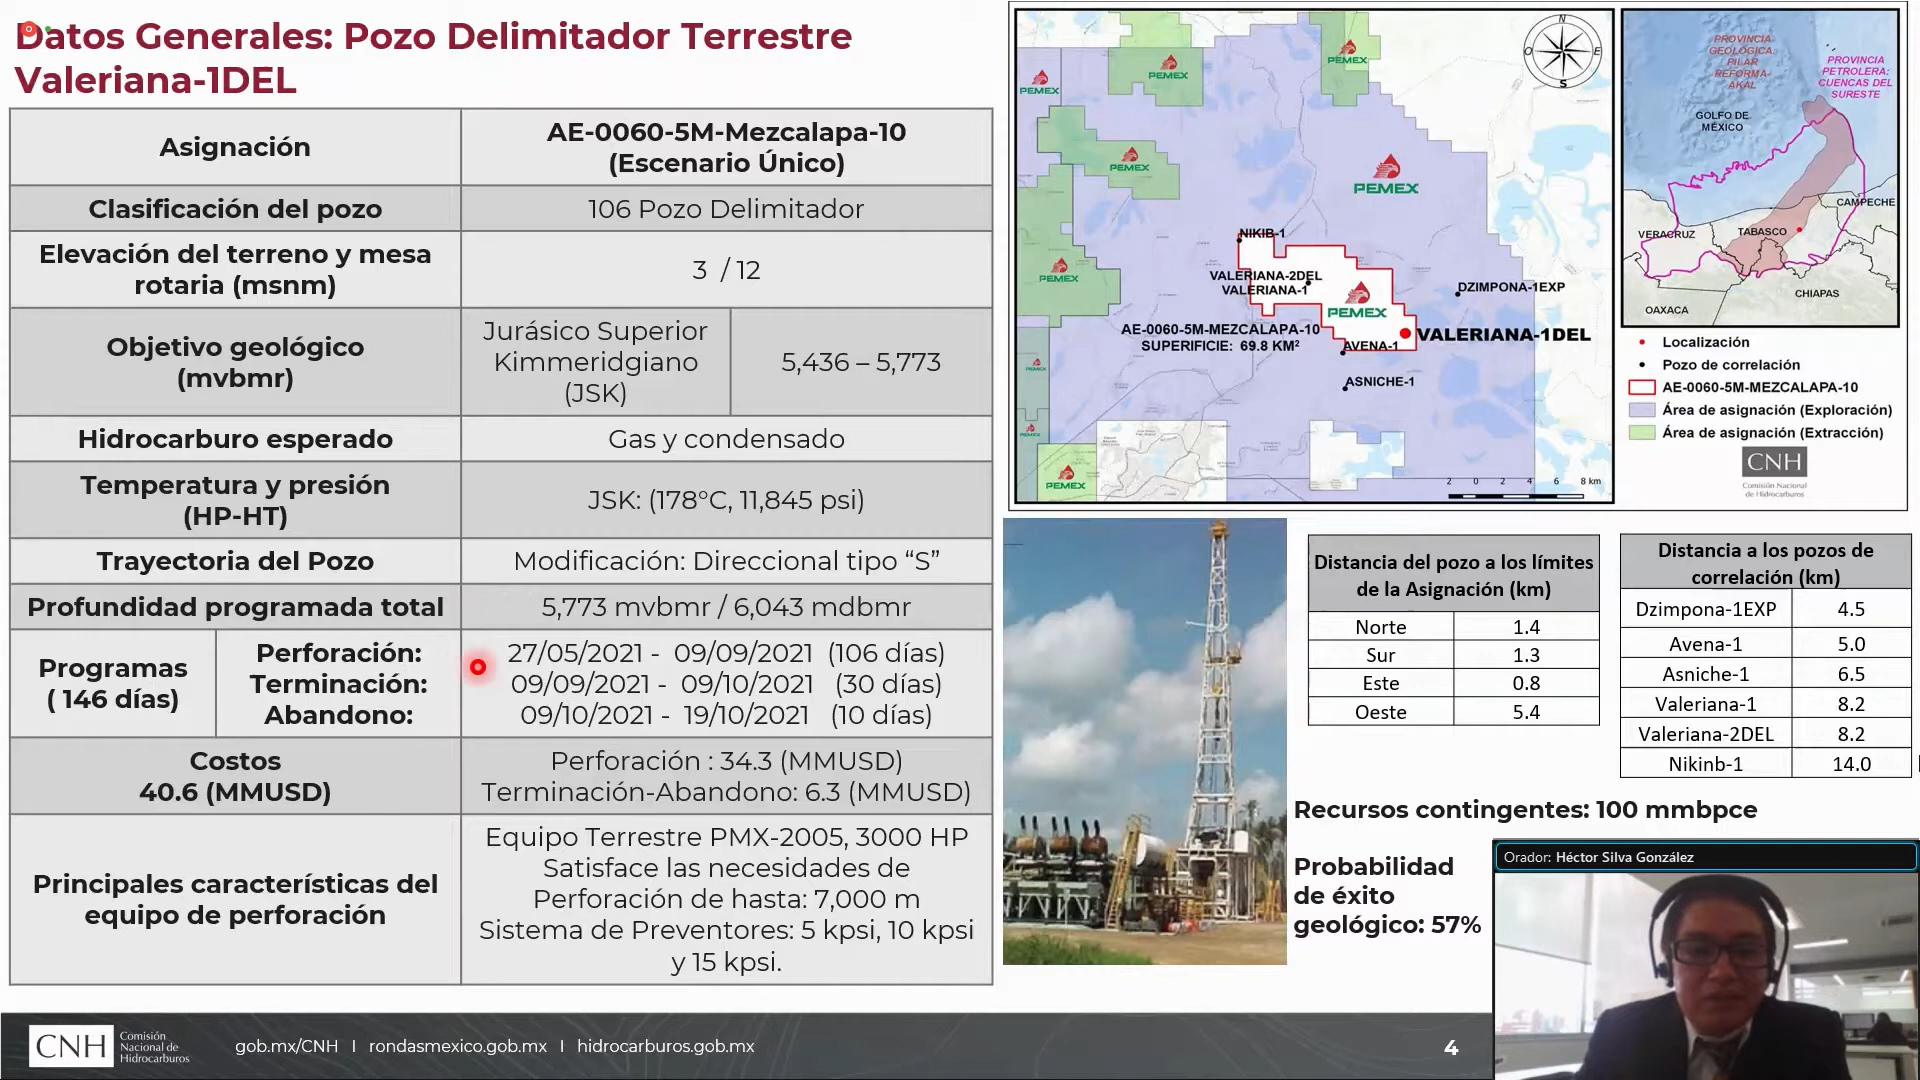 Datos Generales: Pozo Delimitador Terrestre
Valeriana-1DEL
Asignación
AE-0060-5M-Mezcalapa-10
(Escenario Único)
Clasificación del pozo
106 Pozo Delimitador
Elevación del terreno y mesa
rotaria (msnm)
3 / 12
Objetivo geológico
(mvbmr)
Jurásico Superior
Kimmeridgiano
(JSK)
5,436 – 5,773
Hidrocarburo esperado
Gas y condensado
Temperatura y presión
(HP-HT)
JSK: (178°C, 11,845 psi)
Trayectoria del Pozo
Modificación: Direccional tipo “S”
Profundidad programada total
5,773 mvbmr / 6,043 mdbmr
Programas
( 146 días)
Perforación:
Terminación:
Abandono:
27/05/2021 - 09/09/2021 (106 días)
09/09/2021 - 09/10/2021 (30 días)
09/10/2021 - 19/10/2021 (10 días)
Costos
40.6 (MMUSD)
Perforación : 34.3 (MMUSD)
Terminación-Abandono: 6.3 (MMUSD)
Principales características del
equipo de perforación
Equipo Terrestre PMX-2005, 3000 HP
Satisface las necesidades de
Perforación de hasta: 7,000 m
Sistema de Preventores: 5 kpsi, 10 kpsi
y 15 kpsi.
PEMEX
PEMEX
PEMEX
PEMEX
PEMEX
PEMEX
PEMEX
PEMEX
PEMEX
PEMEX
N
O
E
S
NIKIB-1
VALERIANA-2DEL
VALERIANA-1
DZIMPONA-1EXP
AE-0060-5M-MEZCALAPA-10
SUPERIFICIE: 69.8 KM²
VALERIANA-1DEL
AVENA-1
ASNICHE-1
2 0 2 4 6 8 km
PROVINCIA
GEOLÓGICA:
PILAR
REFORMA-
AKAL
PROVINCIA
PETROLERA:
CUENCAS DEL
SURESTE
GOLFO DE
MÉXICO
CAMPECHE
VERACRUZ
TABASCO
CHIAPAS
OAXACA
Localización
Pozo de correlación
AE-0060-5M-MEZCALAPA-10
Área de asignación (Exploración)
Área de asignación (Extracción)
CNH
Comisión Nacional
de Hidrocarburos
Distancia del pozo a los límites
de la Asignación (km)
Norte 1.4
Sur 1.3
Este 0.8
Oeste 5.4
Distancia a los pozos de
correlación (km)
Dzimpona-1EXP 4.5
Avena-1 5.0
Asniche-1 6.5
Valeriana-1 8.2
Valeriana-2DEL 8.2
Nikinb-1 14.0
Recursos contingentes: 100 mmbpce
Probabilidad
de éxito
geológico: 57%
Orador: Héctor Silva González
CNH
Comisión
Nacional de
Hidrocarburos
gob.mx/CNH I rondasmexico.gob.mx I hidrocarburos.gob.mx
4